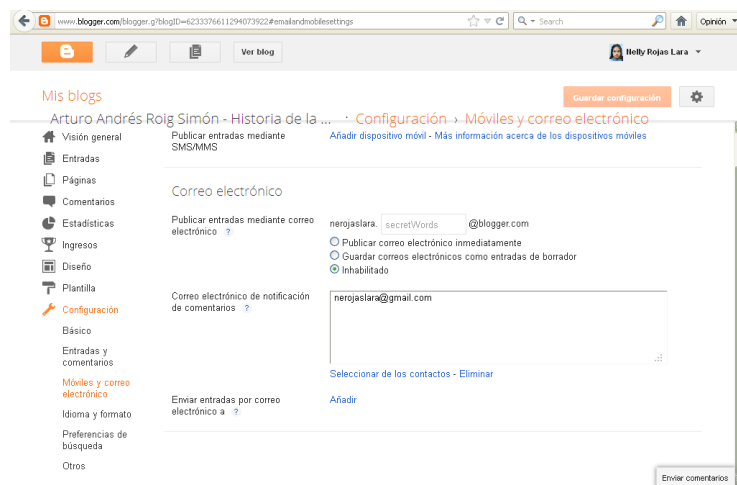 www.blogger.com/blogger.g?blogID=6233376611294073922#emailandmobilesettings
Search
Opinión
Ver blog
Nelly Rojas Lara
Mis blogs
Guardar configuración
Arturo Andrés Roig Simón - Historia de la ... · Configuración › Móviles y correo electrónico
Visión general
Publicar entradas mediante SMS/MMS
Añadir dispositivo móvil - Más información acerca de los dispositivos móviles
Entradas
Páginas
Comentarios
Estadísticas
Ingresos
Diseño
Plantilla
Configuración
Básico
Entradas y
comentarios
Móviles y correo
electrónico
Idioma y formato
Preferencias de
búsqueda
Otros
Correo electrónico
Publicar entradas mediante correo
electrónico ?
nerojaslara. secretWords @blogger.com
Publicar correo electrónico inmediatamente
Guardar correos electrónicos como entradas de borrador
Inhabilitado
Correo electrónico de notificación
de comentarios ?
nerojaslara@gmail.com
Seleccionar de los contactos - Eliminar
Enviar entradas por correo
electrónico a ?
Añadir
Enviar comentarios